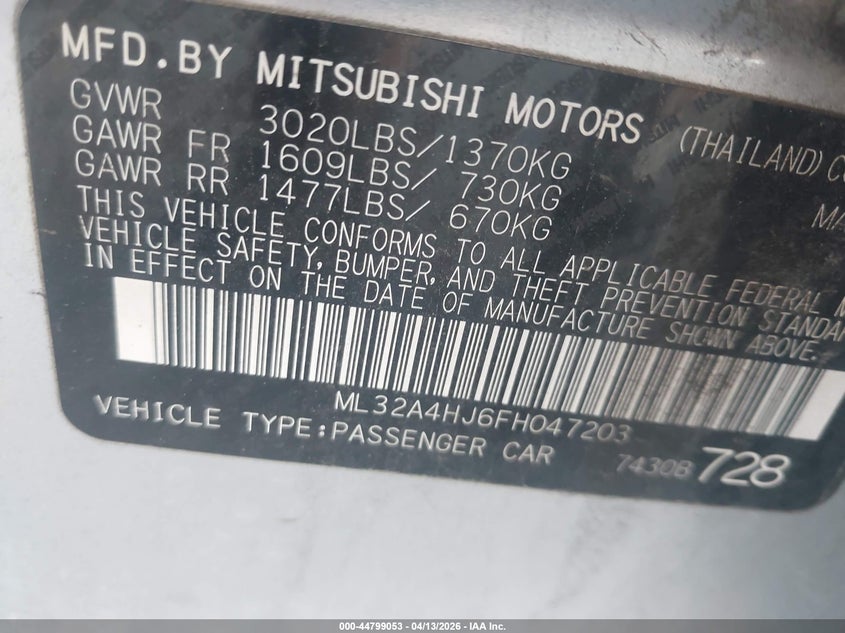 MFD.BY MITSUBISHI MOTORS (THAILAND) CO
GVWR 3020LBS/1370KG
GAWR FR 1609LBS/ 730KG
GAWR RR 1477LBS/ 670KG
THIS VEHICLE CONFORMS TO ALL APPLICABLE FEDERAL M
VEHICLE SAFETY, BUMPER, AND THEFT PREVENTION STANDA
IN EFFECT ON THE DATE OF MANUFACTURE SHOWN ABOVE.
ML32A4HJ6FH047203
VEHICLE TYPE:PASSENGER CAR 7430B 728
000-44799053 - 04/13/2026 - IAA Inc.